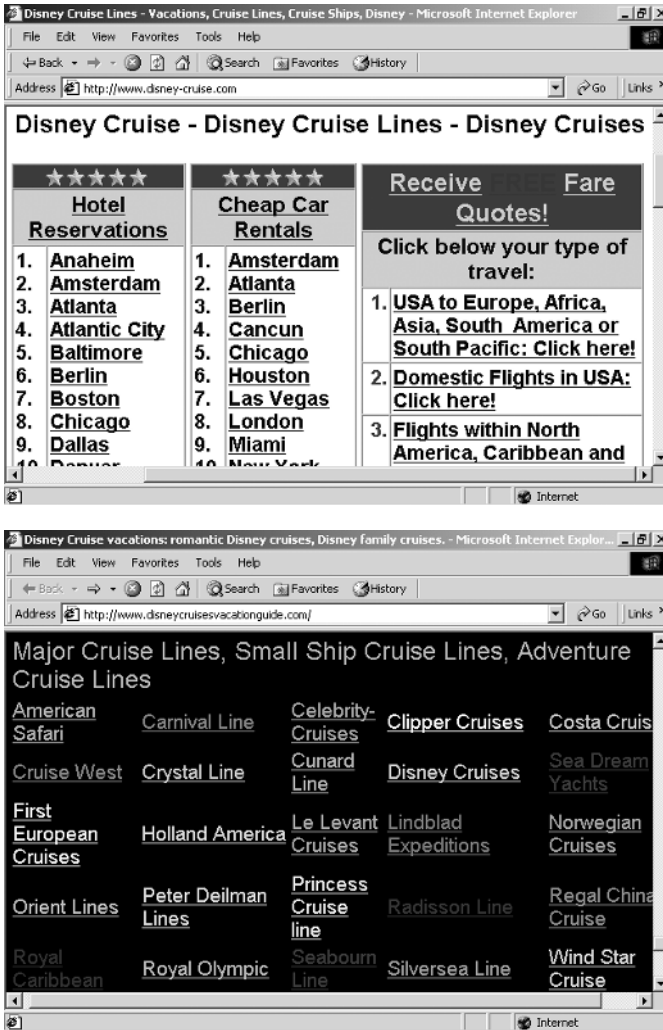 Disney Cruise Lines - Vacations, Cruise Lines, Cruise Ships, Disney - Microsoft Internet Explorer
File Edit View Favorites Tools Help
Back Search Favorites History
Address http://www.disney-cruise.com Go Links
Disney Cruise - Disney Cruise Lines - Disney Cruises
Hotel
Reservations
1. Anaheim
2. Amsterdam
3. Atlanta
4. Atlantic City
5. Baltimore
6. Berlin
7. Boston
8. Chicago
9. Dallas
10 Denver
Cheap Car
Rentals
1. Amsterdam
2. Atlanta
3. Berlin
4. Cancun
5. Chicago
6. Houston
7. Las Vegas
8. London
9. Miami
10 New York
Receive FREE Fare
Quotes!
Click below your type of
travel:
1. USA to Europe, Africa,
Asia, South America or
South Pacific: Click here!
2. Domestic Flights in USA:
Click here!
3. Flights within North
America, Caribbean and
Internet
Disney Cruise vacations: romantic Disney cruises, Disney family cruises. - Microsoft Internet Explor...
File Edit View Favorites Tools Help
Back Search Favorites History
Address http://www.disneycruisesvacationguide.com/ Go Links
Major Cruise Lines, Small Ship Cruise Lines, Adventure
Cruise Lines
American
Safari
Carnival Line
Celebrity-
Cruises
Clipper Cruises
Costa Cruis
Cruise West
Crystal Line
Cunard
Line
Disney Cruises
Sea Dream
Yachts
First
European
Cruises
Holland America
Le Levant
Cruises
Lindblad
Expeditions
Norwegian
Cruises
Orient Lines
Peter Deilman
Lines
Princess
Cruise
line
Radisson Line
Regal China
Cruise
Royal
Caribbean
Royal Olympic
Seabourn
Line
Silversea Line
Wind Star
Cruise
Internet